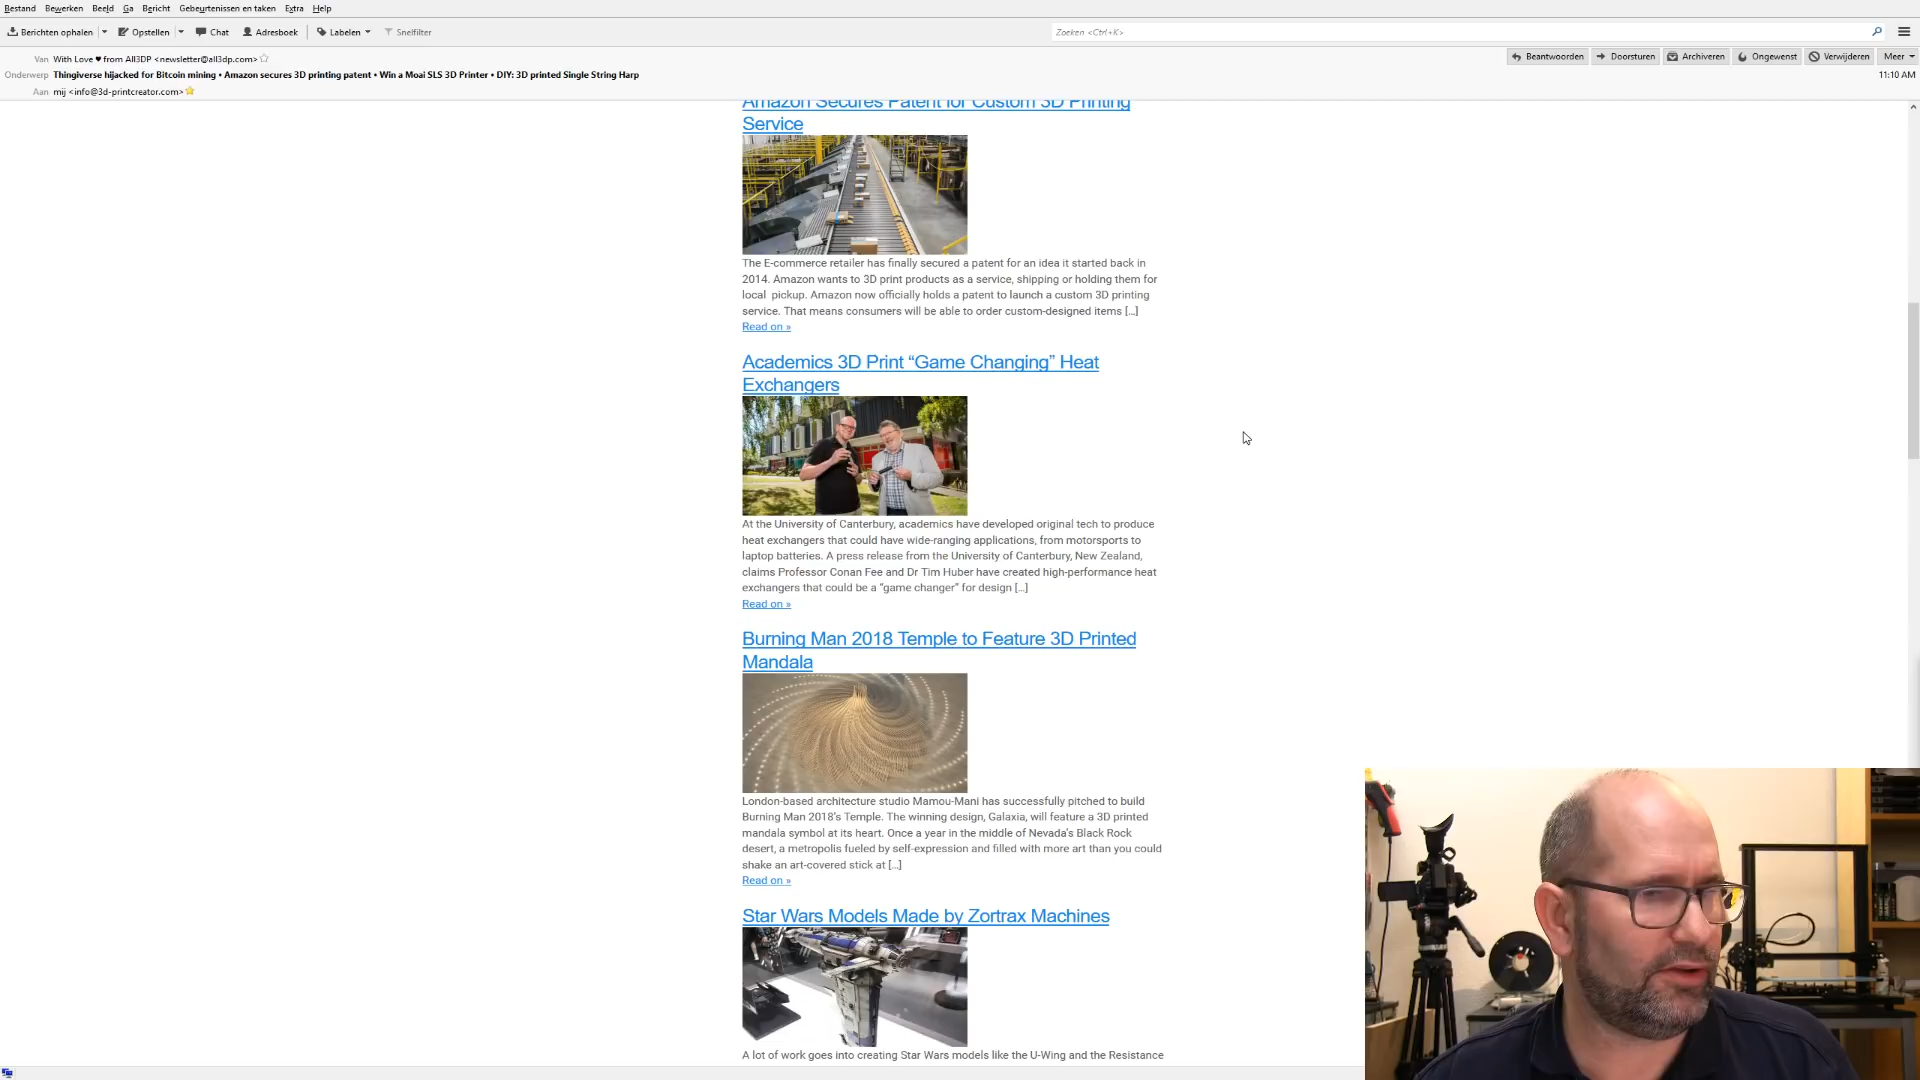 Bestand Bewerken Beeld Ga Bericht Gebeurtenissen en taken Extra Help
Berichten ophalen Opstellen Chat Adresboek Labelen Snelfilter Zoeken <Ctrl+K>
Van With Love ♥ from All3DP <newsletter@all3dp.com> Beantwoorden Doorsturen Archiveren Ongewenst Verwijderen Meer
Onderwerp Thingiverse hijacked for Bitcoin mining • Amazon secures 3D printing patent • Win a Moai SLS 3D Printer • DIY: 3D printed Single String Harp 11:10 AM
Aan mij <info@3d-printcreator.com>
Amazon Secures Patent for Custom 3D Printing
Service
The E-commerce retailer has finally secured a patent for an idea it started back in
2014. Amazon wants to 3D print products as a service, shipping or holding them for
local pickup. Amazon now officially holds a patent to launch a custom 3D printing
service. That means consumers will be able to order custom-designed items [...]
Read on »
Academics 3D Print “Game Changing” Heat
Exchangers
At the University of Canterbury, academics have developed original tech to produce
heat exchangers that could have wide-ranging applications, from motorsports to
laptop batteries. A press release from the University of Canterbury, New Zealand,
claims Professor Conan Fee and Dr Tim Huber have created high-performance heat
exchangers that could be a “game changer” for design [...]
Read on »
Burning Man 2018 Temple to Feature 3D Printed
Mandala
London-based architecture studio Mamou-Mani has successfully pitched to build
Burning Man 2018’s Temple. The winning design, Galaxia, will feature a 3D printed
mandala symbol at its heart. Once a year in the middle of Nevada’s Black Rock
desert, a metropolis fueled by self-expression and filled with more art than you could
shake an art-covered stick at [...]
Read on »
Star Wars Models Made by Zortrax Machines
A lot of work goes into creating Star Wars models like the U-Wing and the Resistance